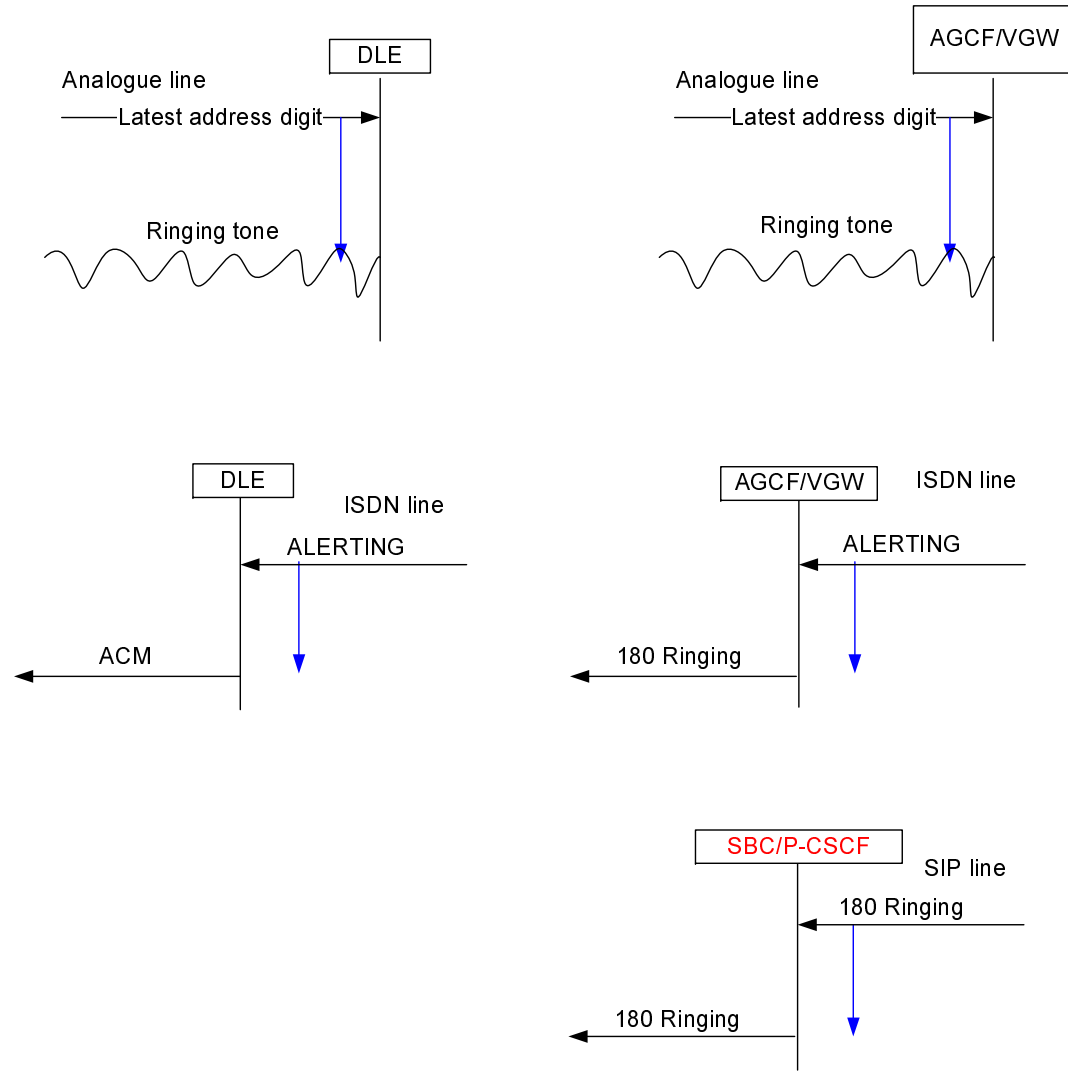 DLE
Analogue line
Latest address digit
Ringing tone
AGCF/VGW
Analogue line
Latest address digit
Ringing tone
DLE
ISDN line
ALERTING
ACM
AGCF/VGW
ISDN line
ALERTING
180 Ringing
SBC/P-CSCF
SIP line
180 Ringing
180 Ringing